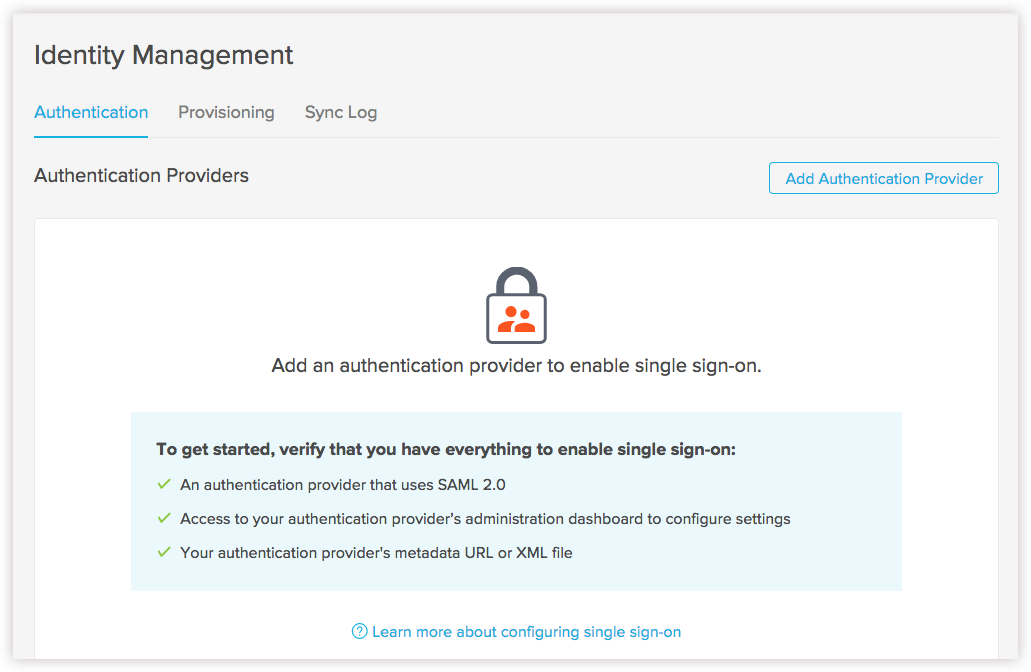 Identity Management
Authentication Provisioning Sync Log
Authentication Providers
Add Authentication Provider
Add an authentication provider to enable single sign-on.
To get started, verify that you have everything to enable single sign-on:
An authentication provider that uses SAML 2.0
Access to your authentication provider's administration dashboard to configure settings
Your authentication provider's metadata URL or XML file
? Learn more about configuring single sign-on